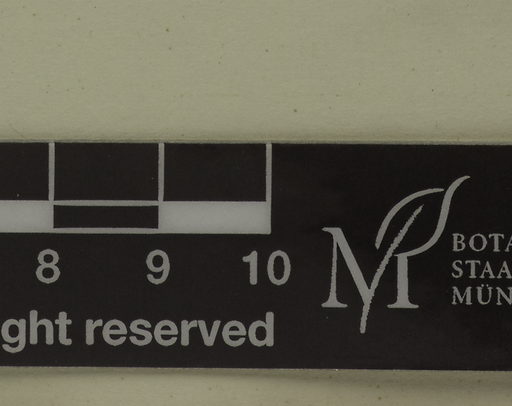 8 9 10
ght reserved
M
BOTA
STAA
MÜN